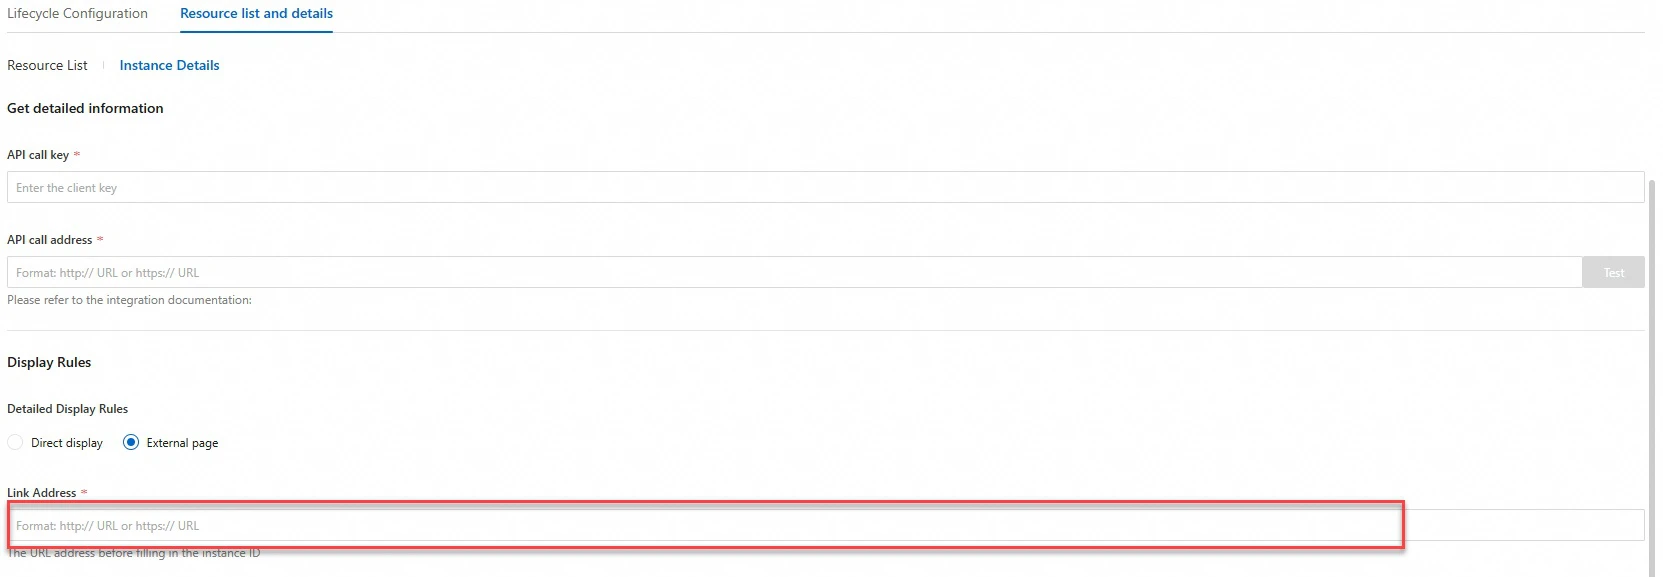 Lifecycle Configuration Resource list and details
Resource List Instance Details
Get detailed information
API call key *
Enter the client key
API call address *
Format: http:// URL or https:// URL Test
Please refer to the integration documentation:
Display Rules
Detailed Display Rules
Direct display External page
Link Address *
Format: http:// URL or https:// URL
The URL address before filling in the instance ID